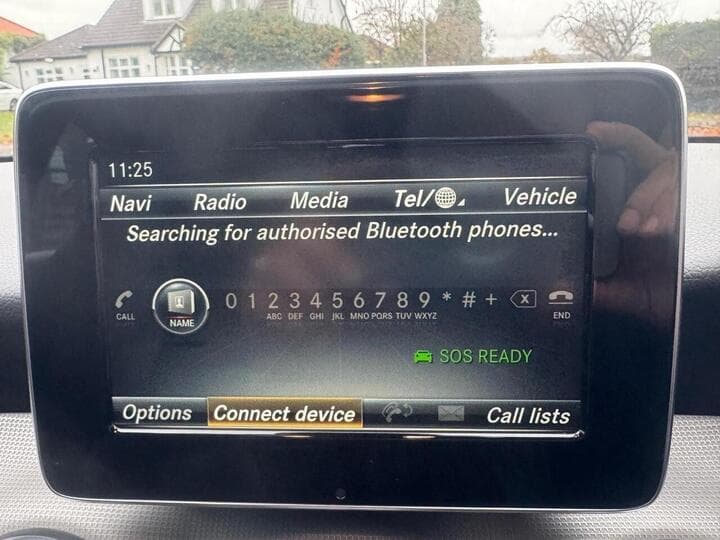 11:25
Navi Radio Media Tel/ Vehicle
Searching for authorised Bluetooth phones...
0 1 2 3 4 5 6 7 8 9 * # +
CALL NAME ABC DEF GHI JKL MNO PQRS TUV WXYZ END
SOS READY
Options Connect device Call lists